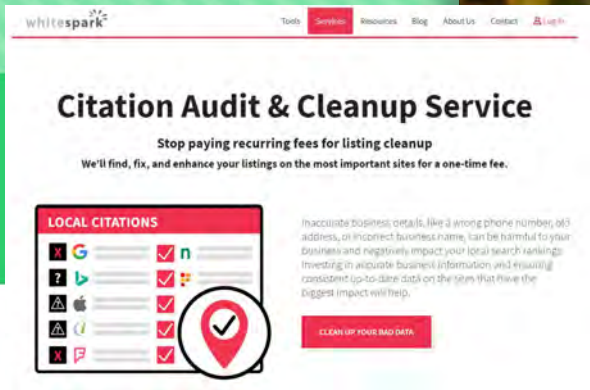 whitespark
Tools Services Resources Blog About Us Contact Log In
Citation Audit & Cleanup Service
Stop paying recurring fees for listing cleanup
We'll find, fix, and enhance your listings on the most important sites for a one-time fee.
LOCAL CITATIONS
Inaccurate business details, like a wrong phone number, old
address, or incorrect business name, can be harmful to your
business and negatively impact your local search rankings.
Investing in accurate business information and ensuring
consistent up-to-date data on the sites that have the
biggest impact will help.
X G n
?
X
CLEAN UP YOUR BAD DATA